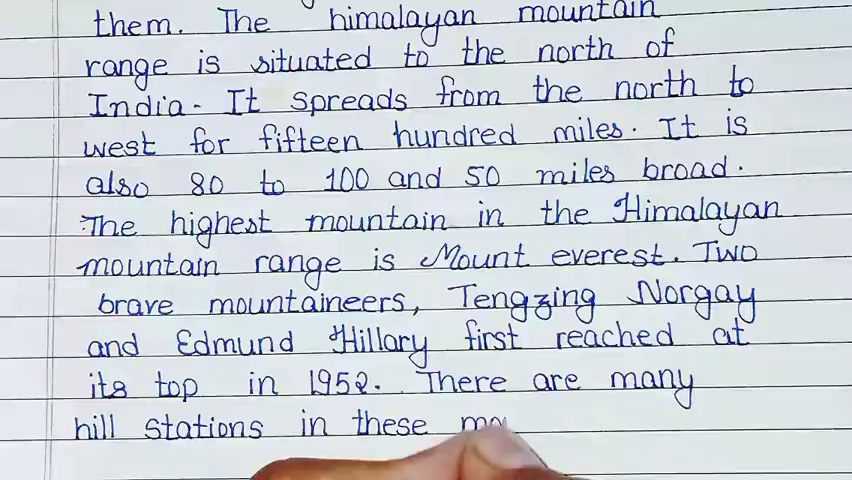 them. The himalayan mountain
range is situated to the north of
India. It spreads from the north to
west for fifteen hundred miles. It is
also 80 to 100 and 50 miles broad.
The highest mountain in the Himalayan
mountain range is Mount everest. Two
brave mountaineers, Tengzing Norgay
and Edmund Hillary first reached at
its top in 1952. There are many
hill stations in these